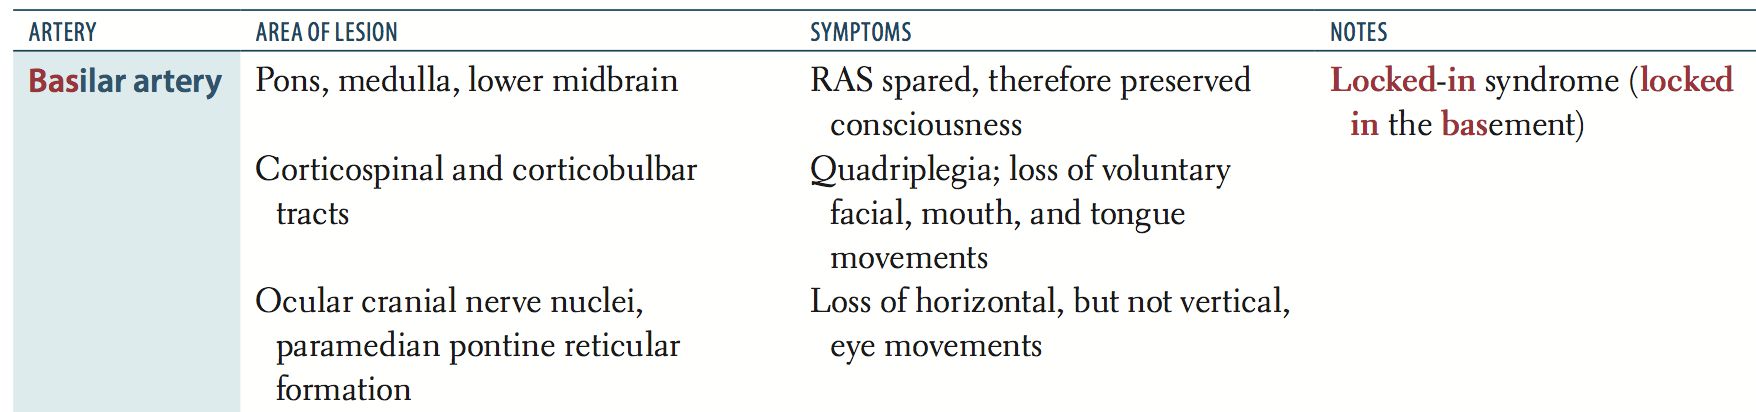 ARTERY AREA OF LESION SYMPTOMS NOTES
Basilar artery Pons, medulla, lower midbrain RAS spared, therefore preserved Locked-in syndrome (locked
consciousness in the basement)
Corticospinal and corticobulbar Quadriplegia; loss of voluntary
tracts facial, mouth, and tongue
movements
Ocular cranial nerve nuclei, Loss of horizontal, but not vertical,
paramedian pontine reticular eye movements
formation